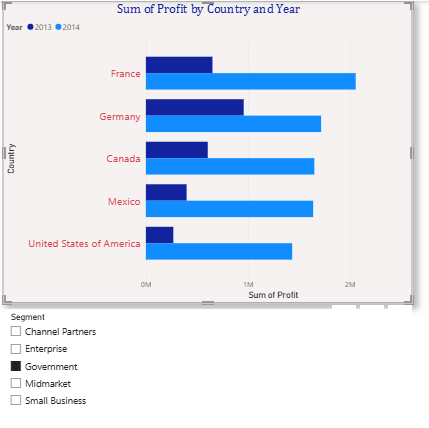 Sum of Profit by Country and Year
Year 2013 2014
Country
France
Germany
Canada
Mexico
United States of America
0M 1M 2M
Sum of Profit
Segment
Channel Partners
Enterprise
Government
Midmarket
Small Business